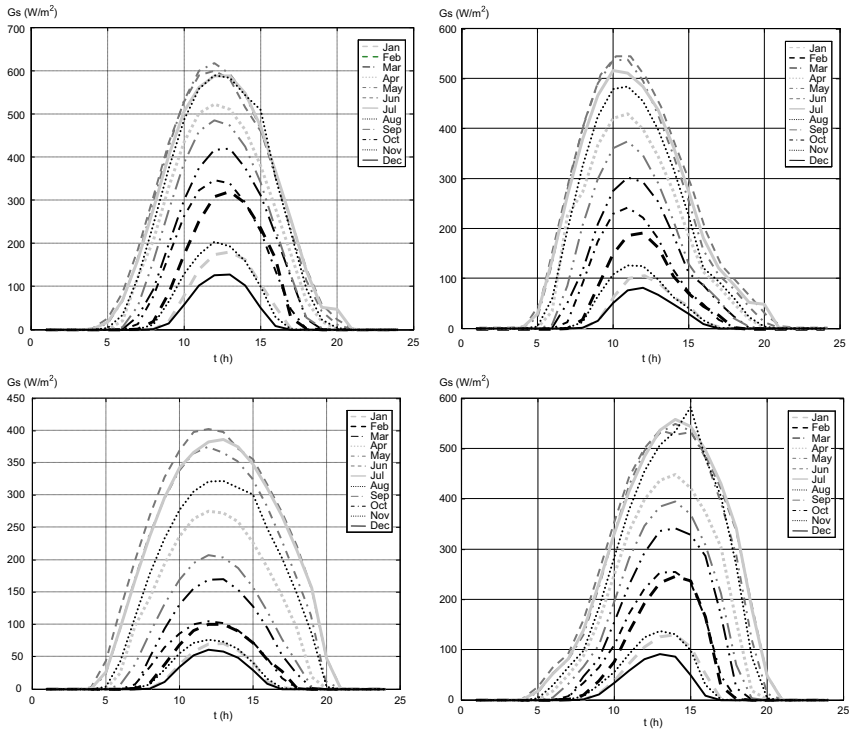 Gs (W/m2)
700
600
500
400
300
200
100
0
0
5
10
15
20
25
t (h)
Jan
Feb
Mar
Apr
May
Jun
Jul
Aug
Sep
Oct
Nov
Dec
Gs (W/m2)
600
500
400
300
200
100
0
0
5
10
15
20
25
t (h)
Jan
Feb
Mar
Apr
May
Jun
Jul
Aug
Sep
Oct
Nov
Dec
Gs (W/m2)
450
400
350
300
250
200
150
100
50
0
0
5
10
15
20
25
t (h)
Jan
Feb
Mar
Apr
May
Jun
Jul
Aug
Sep
Oct
Nov
Dec
Gs (W/m2)
600
500
400
300
200
100
0
0
5
10
15
20
25
t (h)
Jan
Feb
Mar
Apr
May
Jun
Jul
Aug
Sep
Oct
Nov
Dec